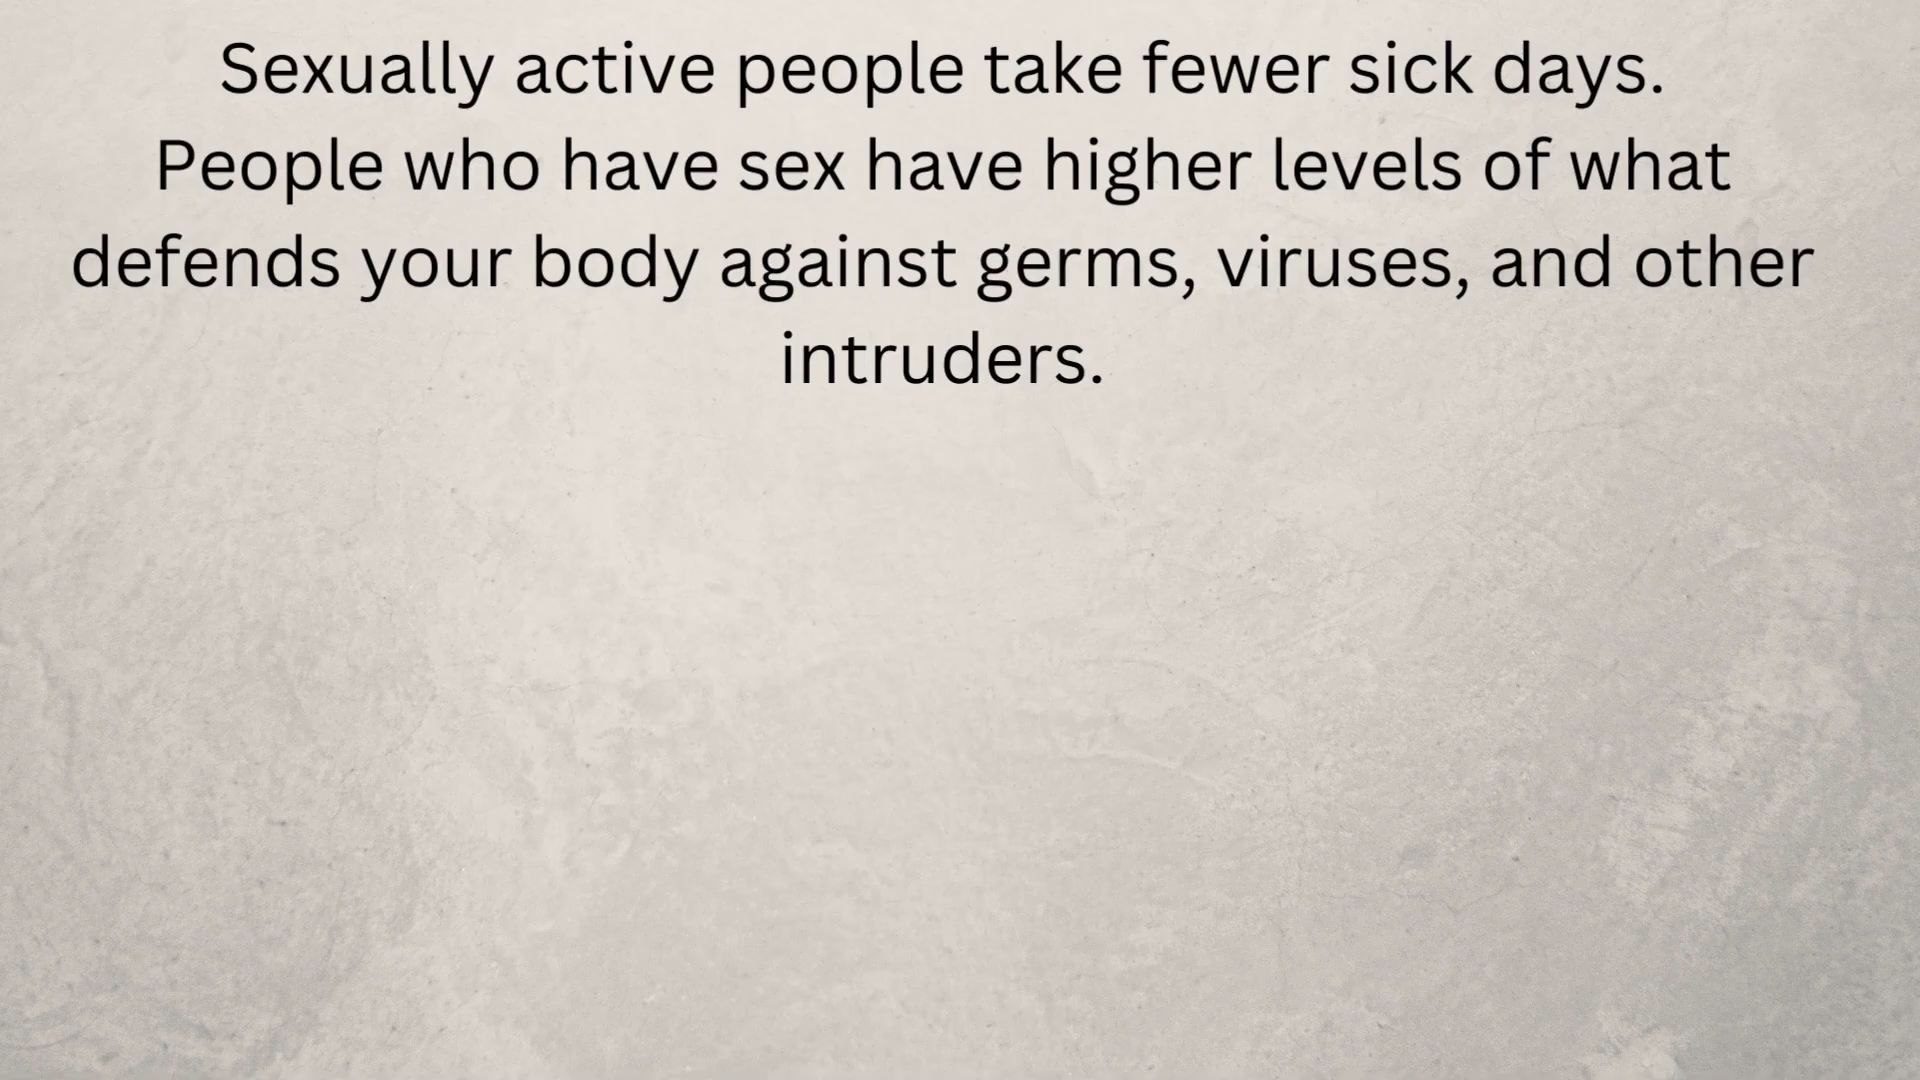 Sexually active people take fewer sick days.
People who have sex have higher levels of what
defends your body against germs, viruses, and other
intruders.